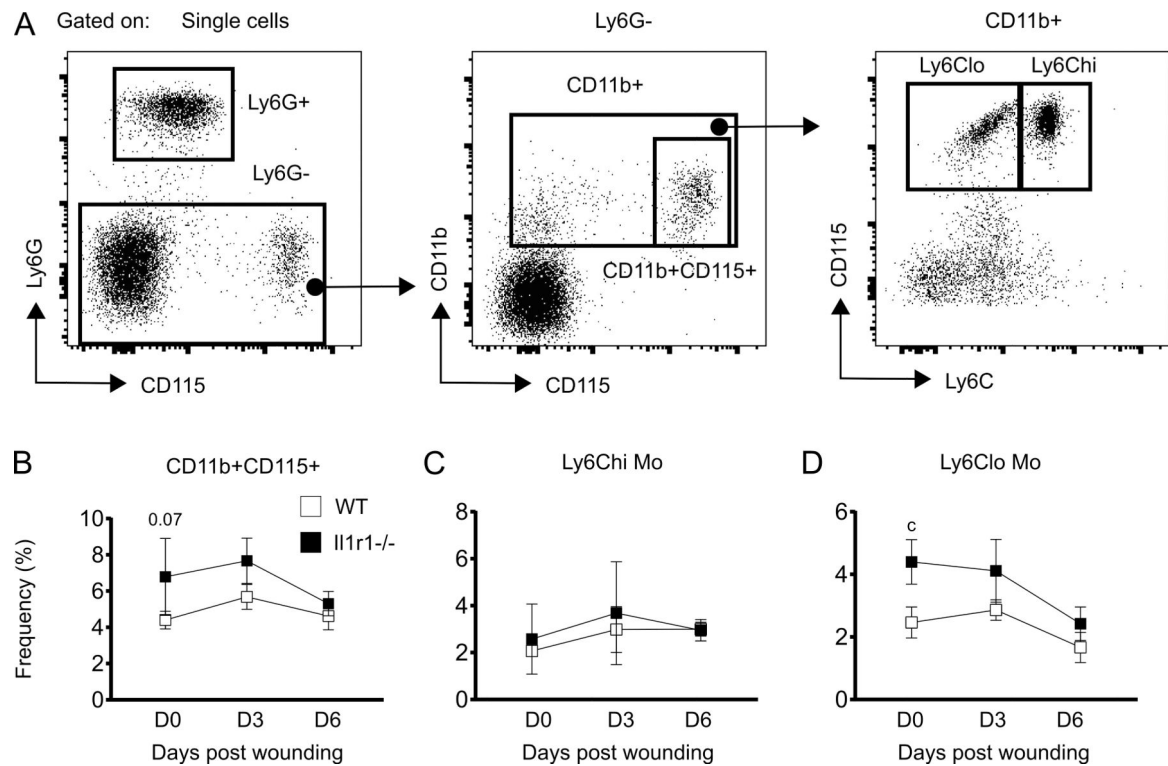 A Gated on: Single cells
Ly6G-
CD11b+
Ly6G+
Ly6G-
Ly6G
CD115
CD11b+
CD11b+CD115+
CD11b
CD115
Ly6Clo
Ly6Chi
CD115
Ly6C
B
CD11b+CD115+
0.07
WT
Il1r1-/-
10
8
6
4
2
0
Frequency (%)
D0 D3 D6
Days post wounding
C
Ly6Chi Mo
8
6
4
2
0
D0 D3 D6
Days post wounding
D
Ly6Clo Mo
c
6
4
2
0
D0 D3 D6
Days post wounding